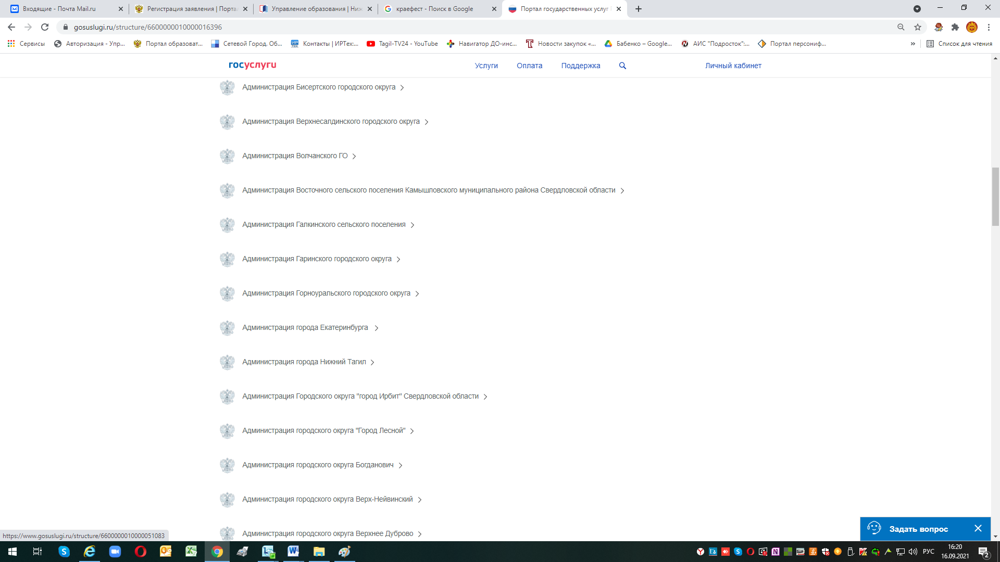 Входящие - Почта Mail.ru
Регистрация заявления | Порта
Управление образования | Ниж
краефест - Поиск в Google
Портал государственных услуг
gosuslugi.ru/structure/6600000010000016396
Сервисы
Авторизация - Упр...
Портал образоват...
Сетевой Город. Об...
Контакты | ИРТех:...
Tagil-TV24 - YouTube
Навигатор ДО-инс...
Новости закупок «...
Бабенко – Google...
АИС "Подросток":...
Портал персониф...
»
Список для чтения
госуслуги
Услуги
Оплата
Поддержка
Личный кабинет
Администрация Бисертского городского округа
Администрация Верхнесалдинского городского округа
Администрация Волчанского ГО
Администрация Восточного сельского поселения Камышловского муниципального района Свердловской области
Администрация Галкинского сельского поселения
Администрация Гаринского городского округа
Администрация Горноуральского городского округа
Администрация города Екатеринбурга
Администрация города Нижний Тагил
Администрация Городского округа "город Ирбит" Свердловской области
Администрация городского округа "Город Лесной"
Администрация городского округа Богданович
Администрация городского округа Верх-Нейвинский
Администрация городского округа Верхнее Дуброво
Задать вопрос
https://www.gosuslugi.ru/structure/6600000010000051083
РУС
16:20
16.09.2021
2